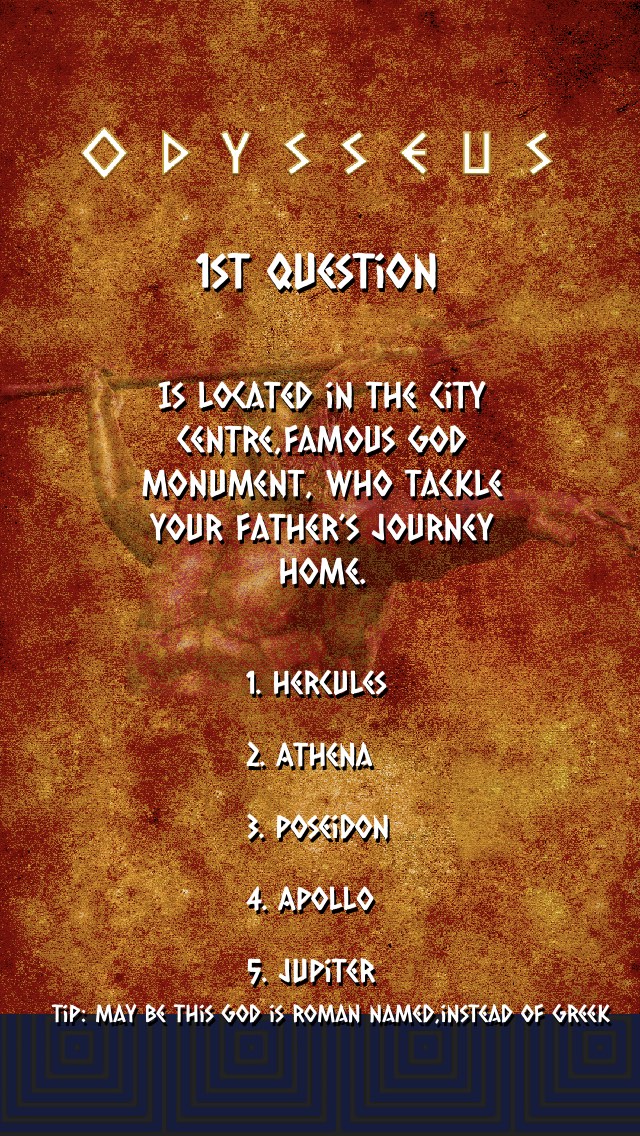 ODYSSEUS
1ST QUESTiON
IS LOCATED iN THE CiTY
CENTRE,FAMOUS GOD
MONUMENT, WHO TACKLE
YOUR FATHER'S JOURNEY
HOME.
1. HERCULES
2. ATHENA
3. POSEiDON
4. APOLLO
5. JUPiTER
TiP: MAY BE THiS GOD iS ROMAN NAMED,iNSTEAD OF GREEK